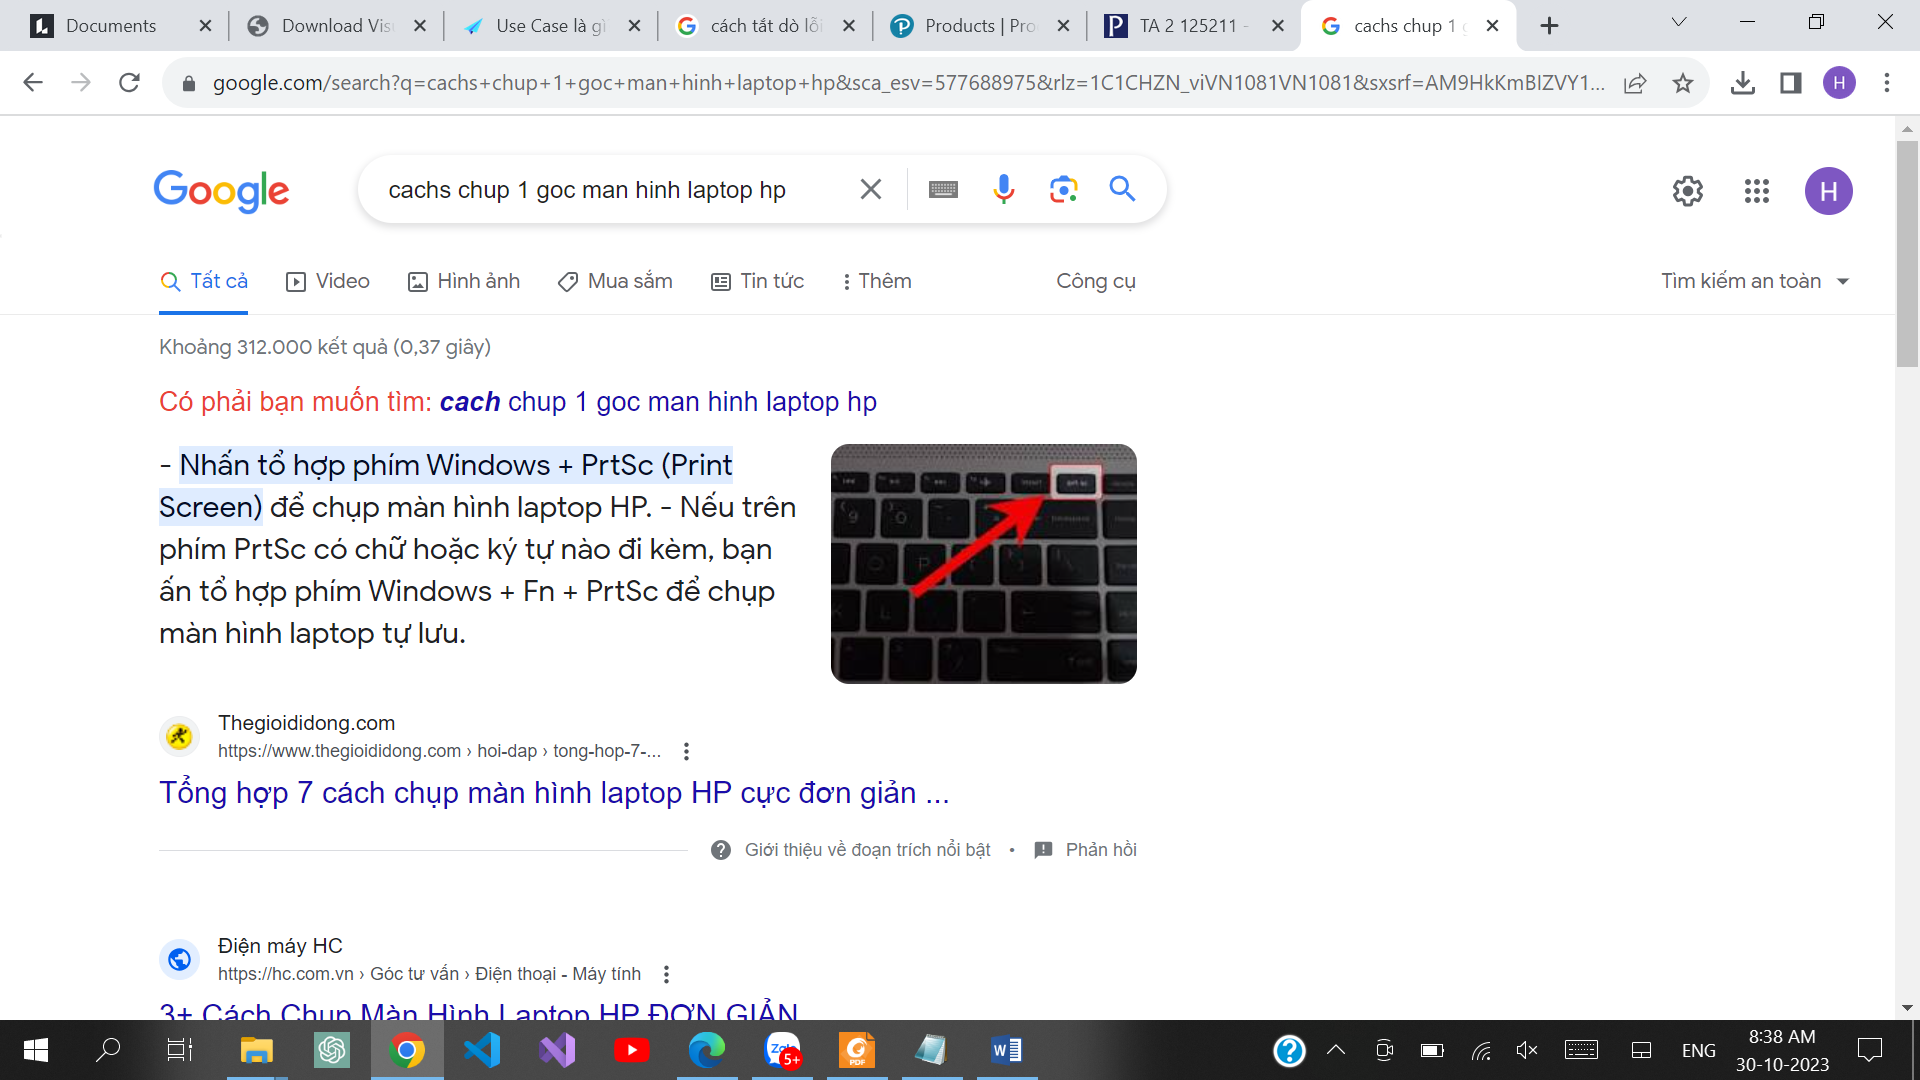 Documents
Download Visu
Use Case là gì
cách tắt dò lỗi
Products | Pro
TA 2 125211 -
cachs chup 1 g
google.com/search?q=cachs+chup+1+goc+man+hinh+laptop+hp&sca_esv=577688975&rlz=1C1CHZN_viVN1081VN1081&sxsrf=AM9HkKmBIZVY1...
H
Google
cachs chup 1 goc man hinh laptop hp
H
Tất cả
Video
Hình ảnh
Mua sắm
Tin tức
Thêm
Công cụ
Tìm kiếm an toàn
Khoảng 312.000 kết quả (0,37 giây)
Có phải bạn muốn tìm: cach chup 1 goc man hinh laptop hp
- Nhấn tổ hợp phím Windows + PrtSc (Print
Screen) để chụp màn hình laptop HP. - Nếu trên
phím PrtSc có chữ hoặc ký tự nào đi kèm, bạn
ấn tổ hợp phím Windows + Fn + PrtSc để chụp
màn hình laptop tự lưu.
Thegioididong.com
https://www.thegioididong.com › hoi-dap › tong-hop-7-...
Tổng hợp 7 cách chụp màn hình laptop HP cực đơn giản ...
Giới thiệu về đoạn trích nổi bật • Phản hồi
Điện máy HC
https://hc.com.vn › Góc tư vấn › Điện thoại - Máy tính
3+ Cách Chụp Màn Hình Laptop HP ĐƠN GIẢN
Zalo
5+
PDF
ENG
8:38 AM
30-10-2023